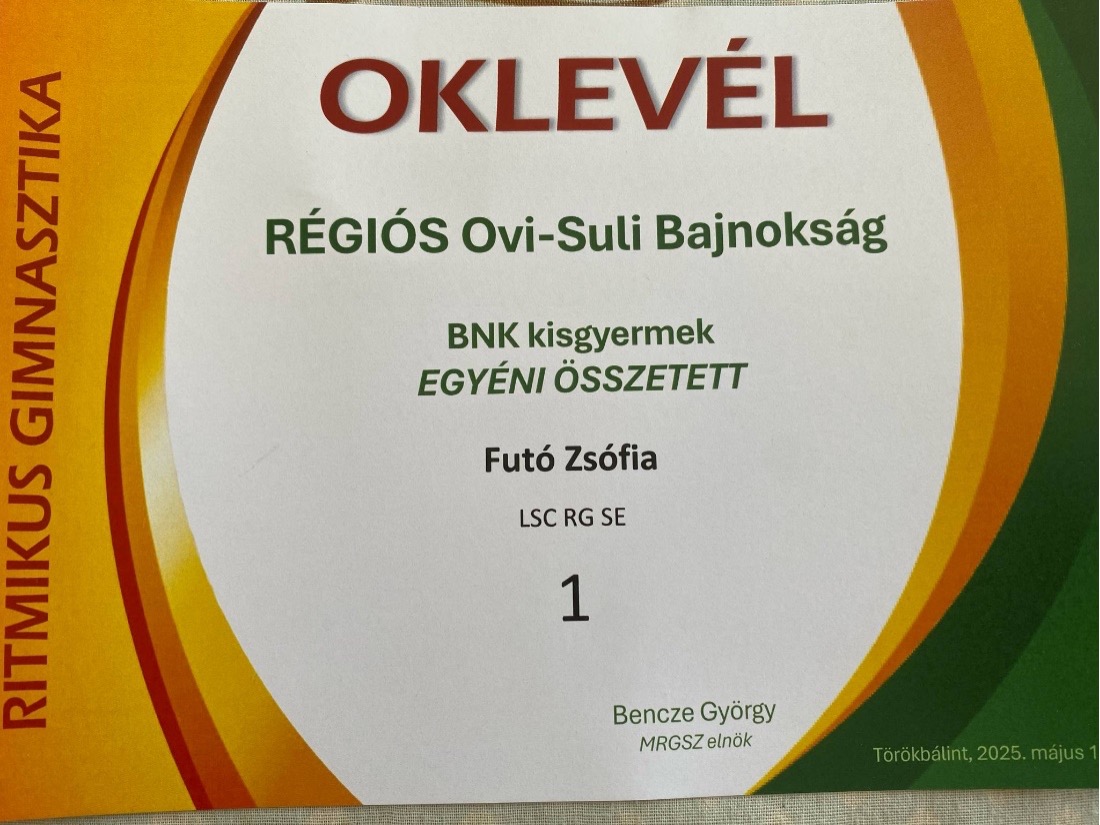 RITMIKUS GIMNASZTIKA
OKLEVÉL
RÉGIÓS Ovi-Suli Bajnokság
BNK kisgyermek
EGYÉNI ÖSSZETETT
Futó Zsófia
LSC RG SE
1
Bencze György
MRGSZ elnök
Törökbálint, 2025. május 1